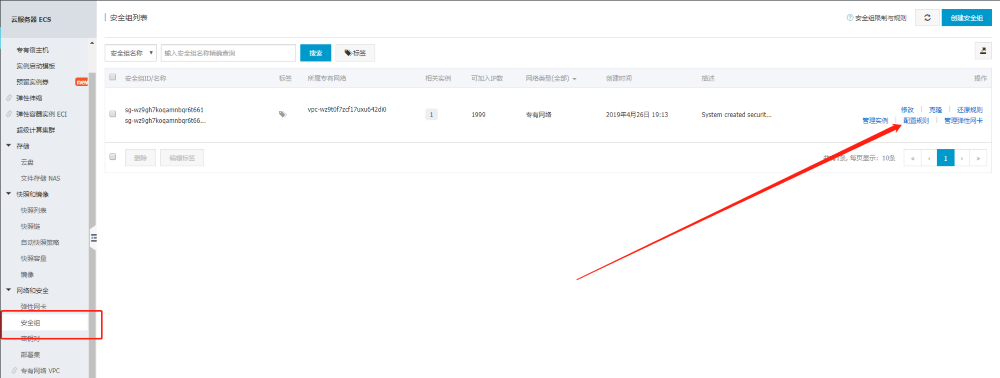 云服务器 ECS
安全组列表
安全组限制与规则
创建安全组
专有宿主机
实例启动模板
预留实例券
new
弹性伸缩
弹性容器实例 ECI
超级计算集群
存储
云盘
文件存储 NAS
快照和镜像
快照列表
快照链
自动快照策略
快照容量
镜像
网络和安全
弹性网卡
安全组
密钥对
部署集
专有网络 VPC
安全组名称
输入安全组名称精确查询
搜索
标签
安全组ID/名称 标签 所属专有网络 相关实例 可加入IP数 网络类型(全部) 创建时间 描述 操作
sg-wz9gh7koqamnbqr6t661
sg-wz9gh7koqamnbqr6t66...
vpc-wz9t0f7zcf17uxu642di0
1
1999
专有网络
2019年4月26日 19:13
System created securit...
修改 | 克隆 | 还原规则
管理实例 | 配置规则 | 管理弹性网卡
删除
编辑标签
共有1条, 每页显示: 10条
« ‹ 1 › »